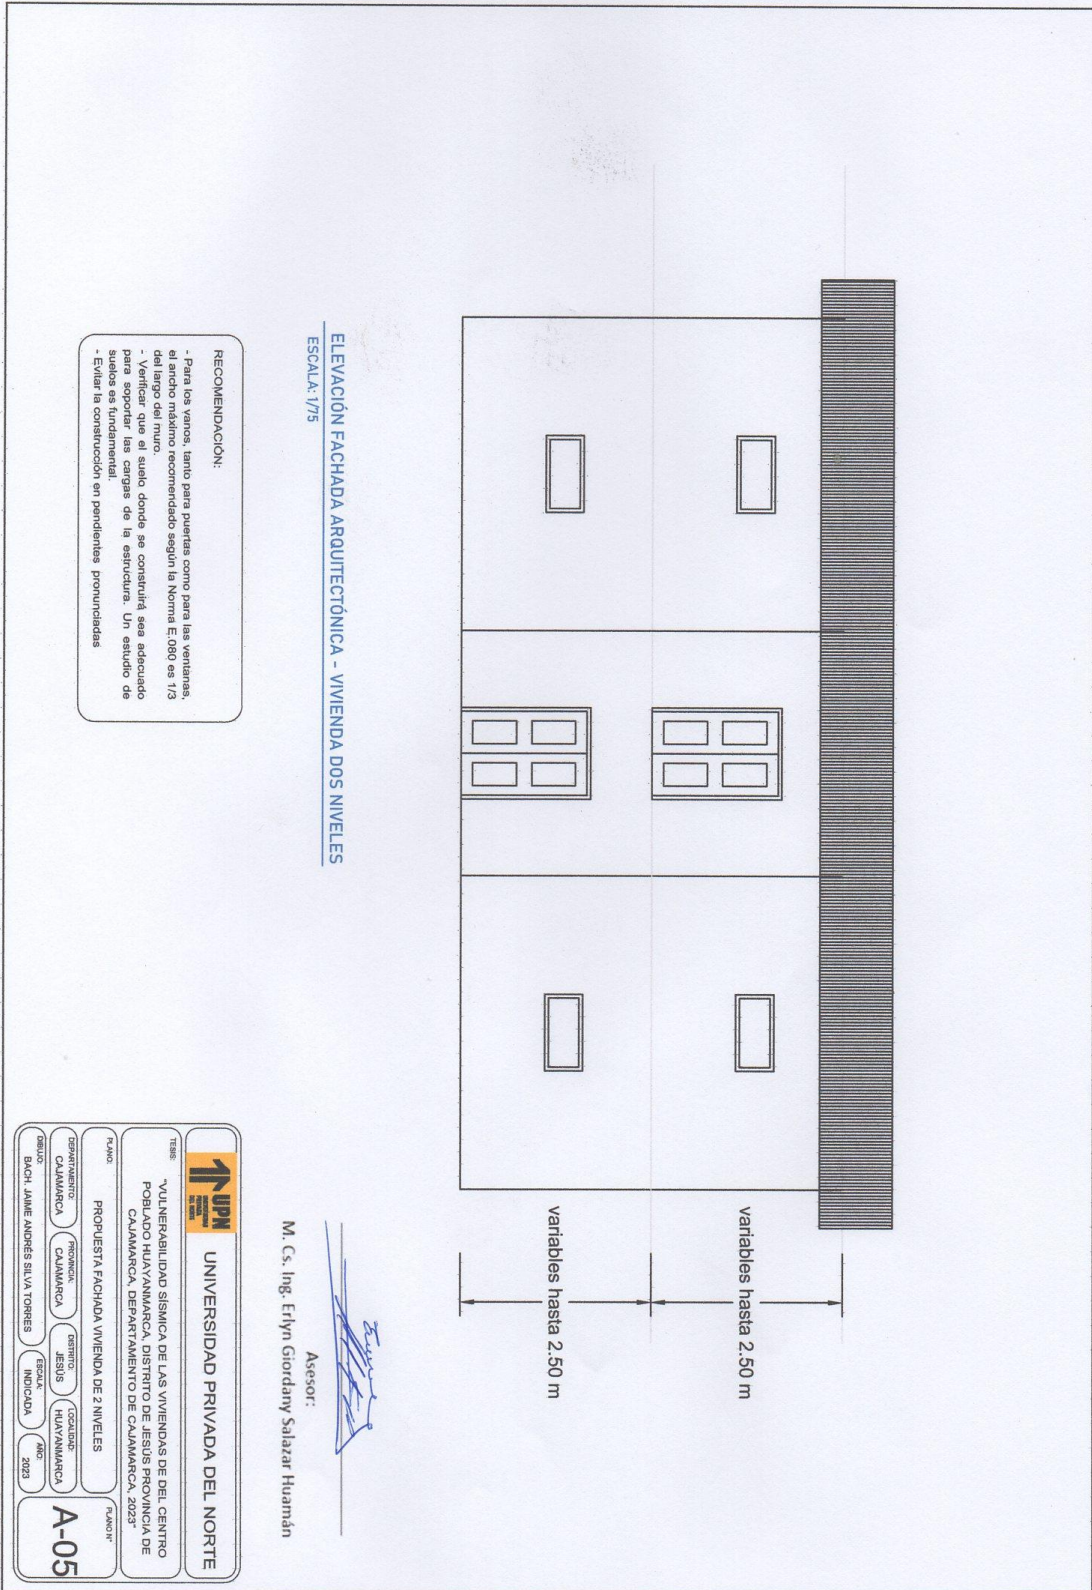 variables hasta 2.50 m
variables hasta 2.50 m
ELEVACIÓN FACHADA ARQUITECTÓNICA - VIVIENDA DOS NIVELES
ESCALA: 1/75
RECOMENDACIÓN:
- Para los vanos, tanto para puertas como para las ventanas,
el ancho máximo recomendado según la Norma E.080 es 1/3
del largo del muro.
- Verificar que el suelo donde se construirá sea adecuado
para soportar las cargas de la estructura. Un estudio de
suelos es fundamental.
- Evitar la construcción en pendientes pronunciadas
Asesor:
M. Cs. Ing. Erlyn Giordany Salazar Huamán
UPN
UNIVERSIDAD
PRIVADA
DEL NORTE
UNIVERSIDAD PRIVADA DEL NORTE
TESIS:
"VULNERABILIDAD SÍSMICA DE LAS VIVIENDAS DE DEL CENTRO
POBLADO HUAYANMARCA, DISTRITO DE JESÚS PROVINCIA DE
CAJAMARCA, DEPARTAMENTO DE CAJAMARCA, 2023"
PLANO:
PROPUESTA FACHADA VIVIENDA DE 2 NIVELES
PLANO N°
A-05
DEPARTAMENTO:
CAJAMARCA
PROVINCIA:
CAJAMARCA
DISTRITO:
JESÚS
LOCALIDAD:
HUAYANMARCA
DIBUJO:
BACH. JAIME ANDRÉS SILVA TORRES
ESCALA:
INDICADA
AÑO:
2023